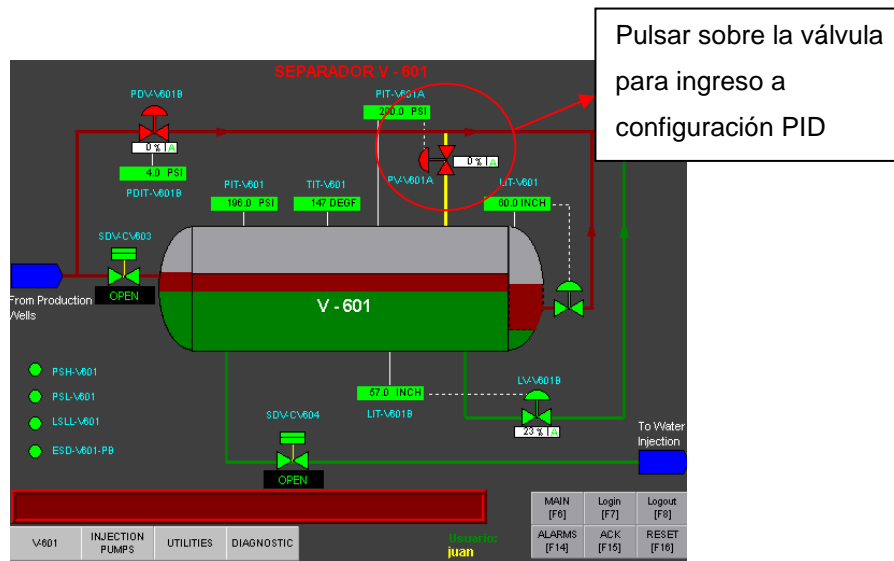 Pulsar sobre la válvula
para ingreso a
configuración PID
SEPARADOR V - 601
PDV-V601B
PIT-V601A
200.0 PSI
0 % A
4.0 PSI
PDIT-V601B
0 % A
PV-V601A
PIT-V601
TIT-V601
LIT-V601
196.0 PSI
147 DEGF
60.0 INCH
SDV-CV603
OPEN
From Production
Wells
V - 601
PSH-V601
PSL-V601
LSLL-V601
ESD-V601-PB
57.0 INCH
LIT-V601B
LV-V601B
23 % A
SDV-CV604
OPEN
To Water
Injection
MAIN
[F6]
Login
[F7]
Logout
[F8]
V-601
INJECTION
PUMPS
UTILITIES
DIAGNOSTIC
Usuario:
juan
ALARMS
[F14]
ACK
[F15]
RESET
[F16]